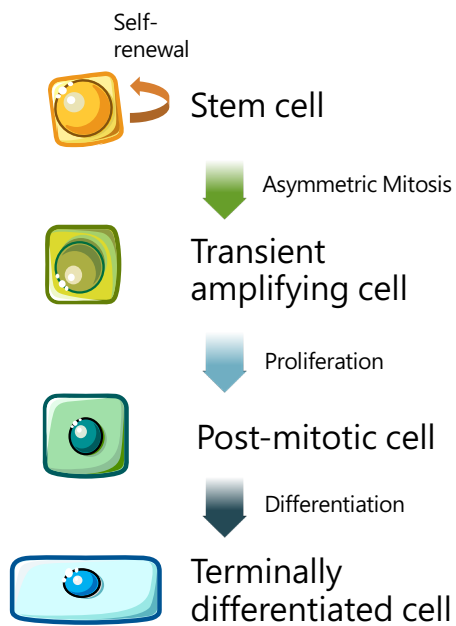 Self-
renewal
Stem cell
Asymmetric Mitosis
Transient
amplifying cell
Proliferation
Post-mitotic cell
Differentiation
Terminally
differentiated cell